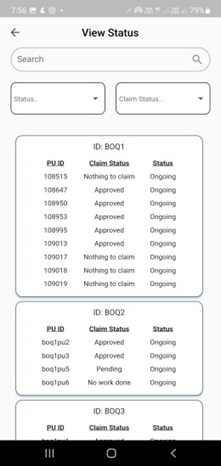 7:56
79%
View Status
Search
Status..
Claim Status...
ID: BOQ1
PU ID Claim Status Status
108515 Nothing to claim Ongoing
108647 Approved Ongoing
108950 Approved Ongoing
108953 Approved Ongoing
108995 Approved Ongoing
109013 Approved Ongoing
109017 Nothing to claim Ongoing
109018 Nothing to claim Ongoing
109019 Nothing to claim Ongoing
ID: BOQ2
PU ID Claim Status Status
boq1pu2 Approved Ongoing
boq1pu3 Approved Ongoing
boq1pu5 Pending Ongoing
boq1pu6 No work done Ongoing
ID: BOQ3
PU ID Claim Status Status